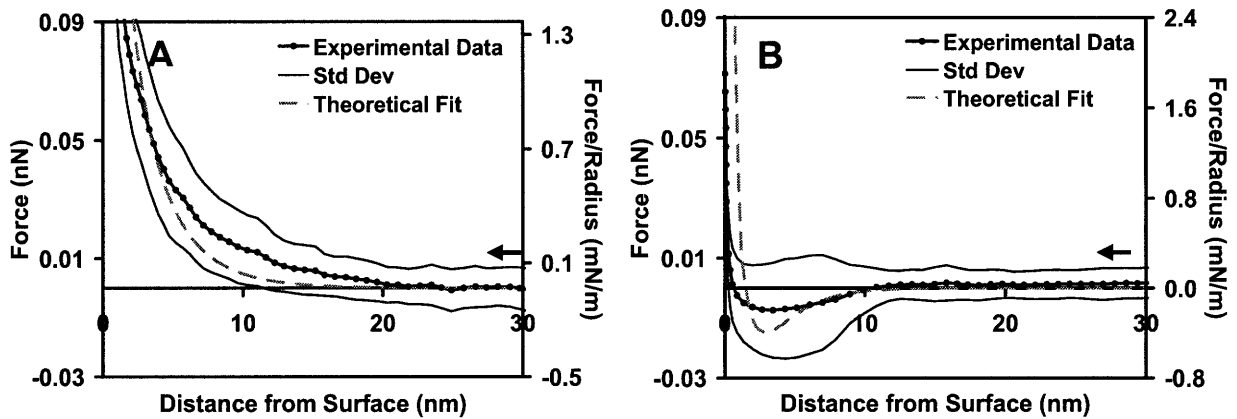 A
Experimental Data
Std Dev
Theoretical Fit
0.09
0.05
0.01
-0.03
Force (nN)
1.3
0.7
0.1
-0.5
Force/Radius (mN/m)
0 10 20 30
Distance from Surface (nm)
B
Experimental Data
Std Dev
Theoretical Fit
0.09
0.05
0.01
-0.03
Force (nN)
2.4
1.6
0.8
0.0
-0.8
Force/Radius (mN/m)
0 10 20 30
Distance from Surface (nm)